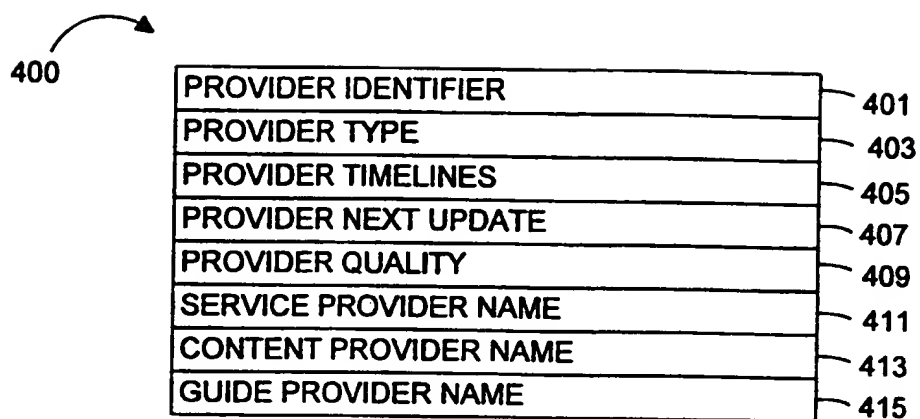 400
PROVIDER IDENTIFIER 401
PROVIDER TYPE 403
PROVIDER TIMELINES 405
PROVIDER NEXT UPDATE 407
PROVIDER QUALITY 409
SERVICE PROVIDER NAME 411
CONTENT PROVIDER NAME 413
GUIDE PROVIDER NAME 415